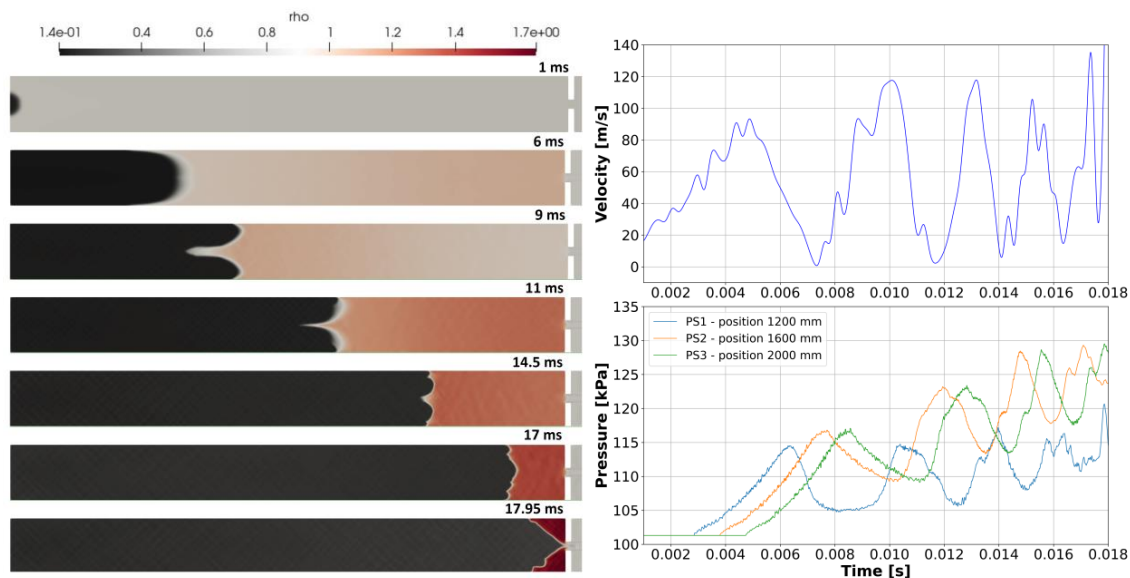 rho
1.4e-01 0.4 0.6 0.8 1 1.2 1.4 1.7e+00
1 ms
6 ms
9 ms
11 ms
14.5 ms
17 ms
17.95 ms
140
120
100
80
60
40
20
0
Velocity [m/s]
0.002 0.004 0.006 0.008 0.010 0.012 0.014 0.016 0.018
135
130
125
120
115
110
105
100
Pressure [kPa]
PS1 - position 1200 mm
PS2 - position 1600 mm
PS3 - position 2000 mm
0.002 0.004 0.006 0.008 0.010 0.012 0.014 0.016 0.018
Time [s]